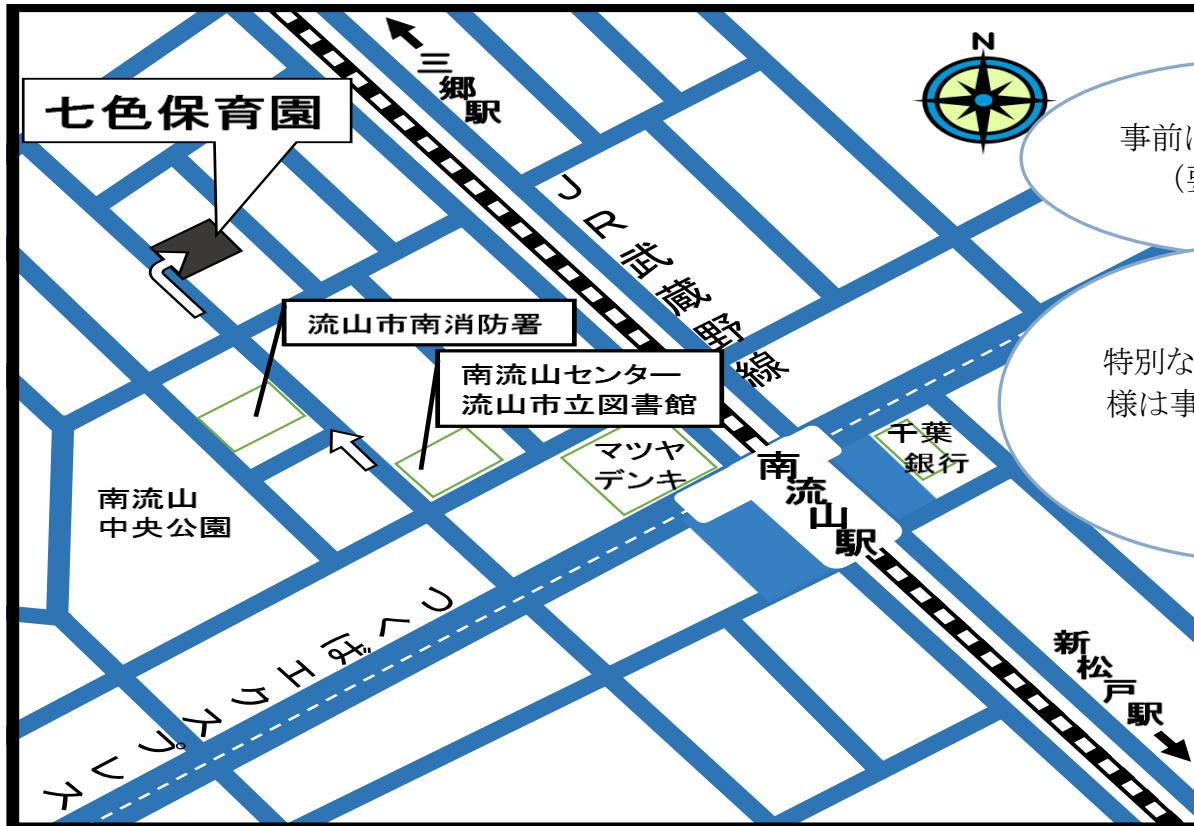 N
三郷駅
七色保育園
事前に
（要
JR武蔵野線
流山市南消防署
特別な
様は事
南流山センター
流山市立図書館
マツヤ
デンキ
千葉
銀行
南流山駅
南流山
中央公園
つくばエクスプレス
新松戸駅